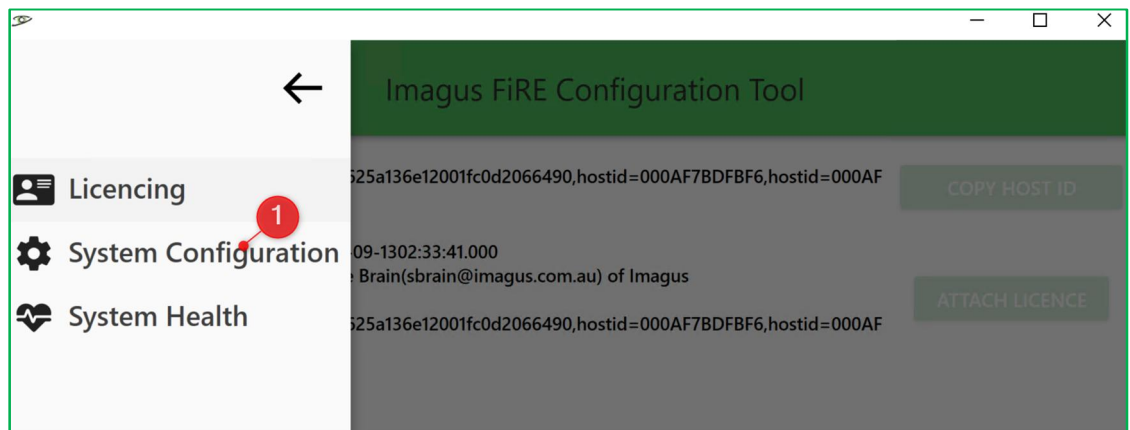 Imagus FiRE Configuration Tool
Licencing
1
System Configuration
System Health
525a136e12001fc0d2066490,hostid=000AF7BDFBF6,hostid=000AF
COPY HOST ID
-09-1302:33:41.000
Brain(sbrain@imagus.com.au) of Imagus
ATTACH LICENCE
525a136e12001fc0d2066490,hostid=000AF7BDFBF6,hostid=000AF